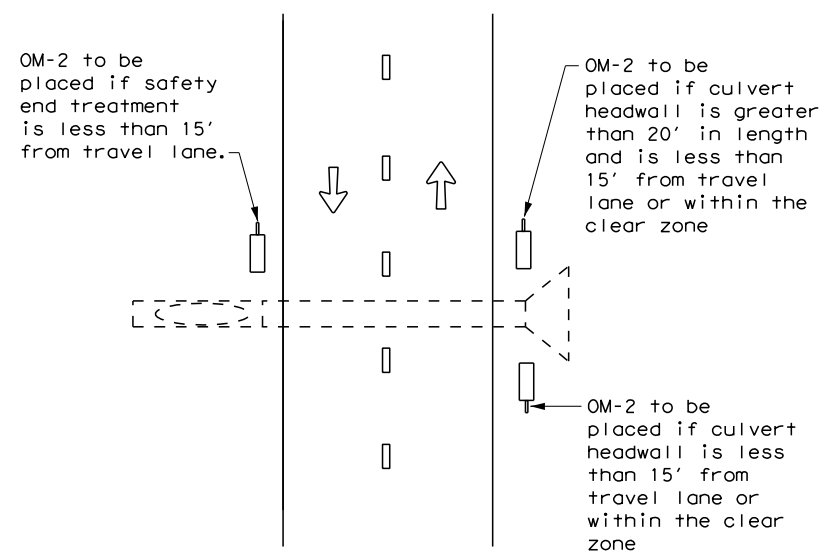 OM-2 to be
placed if safety
end treatment
is less than 15'
from travel lane.
OM-2 to be
placed if culvert
headwall is greater
than 20' in length
and is less than
15' from travel
lane or within the
clear zone
OM-2 to be
placed if culvert
headwall is less
than 15' from
travel lane or
within the clear
zone